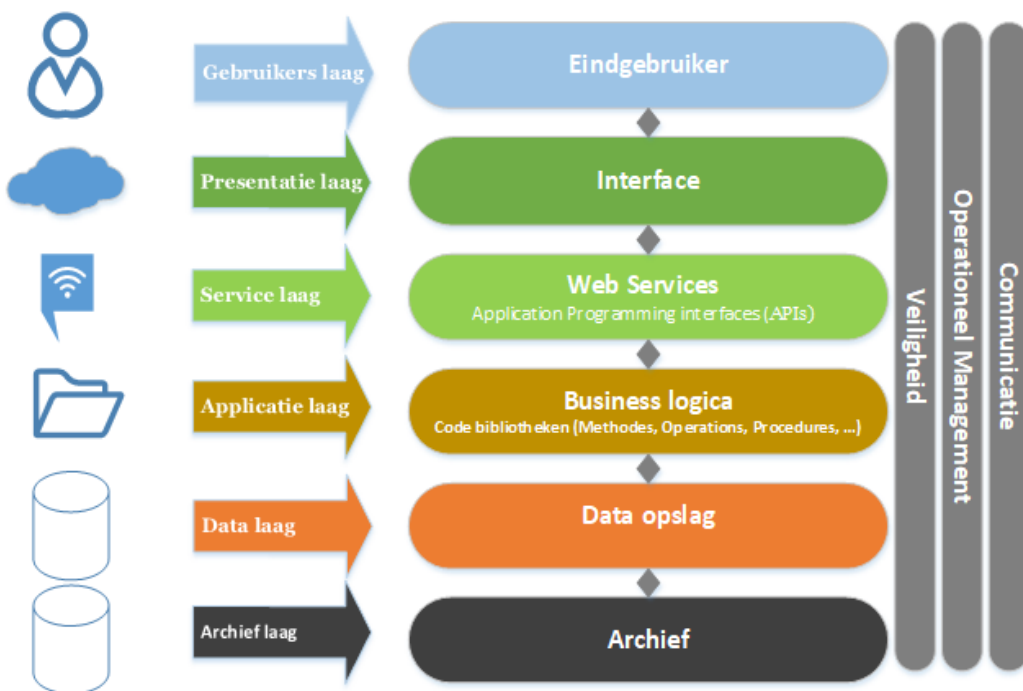 Gebruikers laag
Eindgebruiker
Presentatie laag
Interface
Service laag
Web Services
Application Programming interfaces (APIs)
Applicatie laag
Business logica
Code bibliotheken (Methodes, Operations, Procedures, ...)
Data laag
Data opslag
Archief laag
Archief
Veiligheid
Operationeel Management
Communicatie